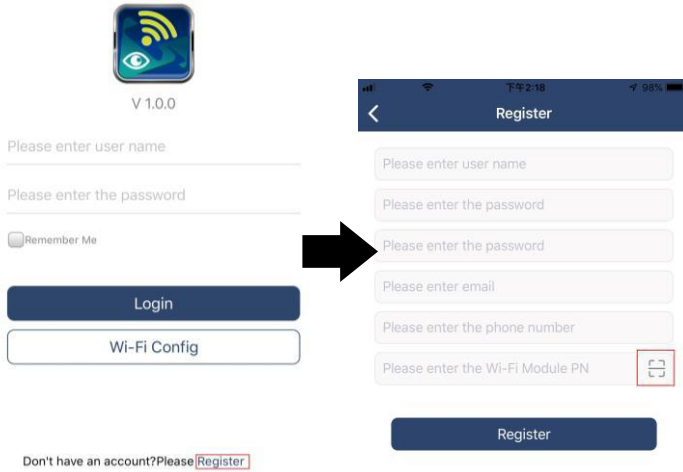 V 1.0.0
Please enter user name
Please enter the password
Remember Me
Login
Wi-Fi Config
Don't have an account?Please Register
下午2:18
98%
Register
Please enter user name
Please enter the password
Please enter the password
Please enter email
Please enter the phone number
Please enter the Wi-Fi Module PN
Register